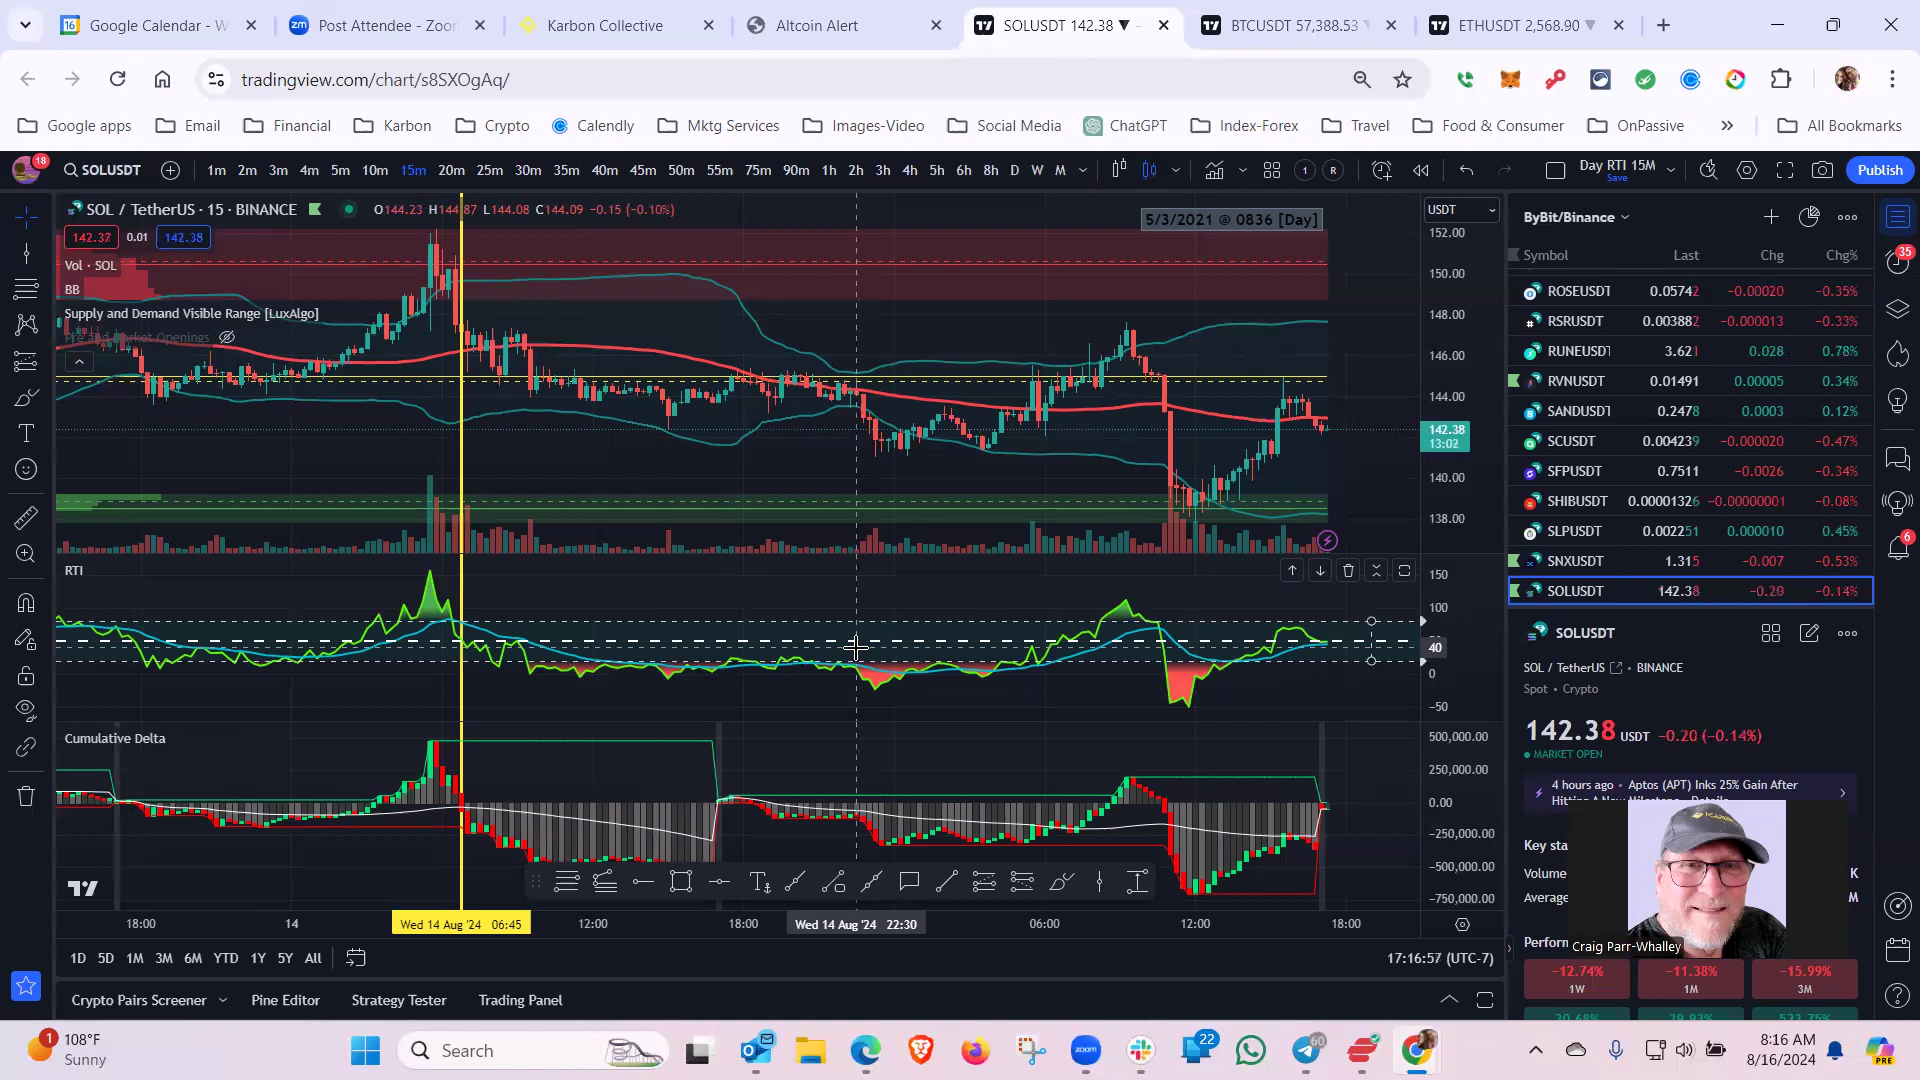 Google Calendar - W
Post Attendee - Zoom
Karbon Collective
Altcoin Alert
SOLUSDT 142.38 ▼ −
BTCUSDT 57,388.53
ETHUSDT 2,568.90 ▼
tradingview.com/chart/s8SXOgAq/
Google apps
Email
Financial
Karbon
Crypto
Calendly
Mktg Services
Images-Video
Social Media
ChatGPT
Index-Forex
Travel
Food & Consumer
OnPassive
All Bookmarks
18
SOLUSDT
1m 2m 3m 4m 5m 10m 15m 20m 25m 30m 35m 40m 45m 50m 55m 75m 90m 1h 2h 3h 4h 5h 6h 8h D W M
Day RTI 15M
Save
Publish
SOL / TetherUS · 15 · BINANCE
O144.23 H144.87 L144.08 C144.09 −0.15 (−0.10%)
142.37 0.01 142.38
Vol · SOL
BB
Supply and Demand Visible Range [LuxAlgo]
Pre and Market Openings
5/3/2021 @ 0836 [Day]
USDT
152.00
150.00
148.00
146.00
144.00
142.38
13:02
140.00
138.00
RTI
150
100
40
0
−50
Cumulative Delta
500,000.00
250,000.00
0.00
−250,000.00
−500,000.00
−750,000.00
18:00
14
Wed 14 Aug '24 06:45
12:00
18:00
Wed 14 Aug '24 22:30
06:00
12:00
18:00
1D 5D 1M 3M 6M YTD 1Y 5Y All
17:16:57 (UTC-7)
Crypto Pairs Screener
Pine Editor
Strategy Tester
Trading Panel
ByBit/Binance
Symbol Last Chg Chg%
ROSEUSDT 0.05742 −0.00020 −0.35%
RSRUSDT 0.003882 −0.000013 −0.33%
RUNEUSDT 3.621 0.028 0.78%
RVNUSDT 0.01491 0.00005 0.34%
SANDUSDT 0.2478 0.0003 0.12%
SCUSDT 0.004239 −0.000020 −0.47%
SFPUSDT 0.7511 −0.0026 −0.34%
SHIBUSDT 0.00001326 −0.00000001 −0.08%
SLPUSDT 0.002251 0.000010 0.45%
SNXUSDT 1.315 −0.007 −0.53%
SOLUSDT 142.38 −0.20 −0.14%
SOLUSDT
SOL / TetherUS • BINANCE
Spot • Crypto
142.38 USDT −0.20 (−0.14%)
MARKET OPEN
4 hours ago • Aptos (APT) Inks 25% Gain After
Key sta
Volume K
Average M
Perform
Craig Parr-Whalley
−12.74% −11.38% −15.99%
1W 1M 3M
30.68% 39.93% 523.75%
35
6
1
108°F
Sunny
Search
22
60
8:16 AM
8/16/2024